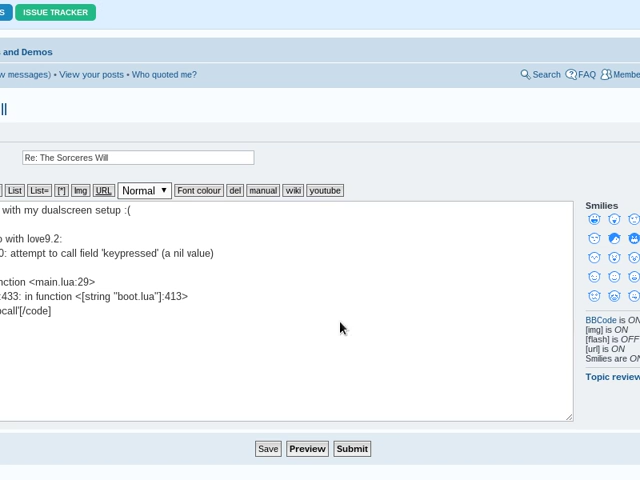 S ISSUE TRACKER
and Demos
w messages) • View your posts • Who quoted me?
Search FAQ Membe
ll
Re: The Sorceres Will
List List= [*] Img URL Normal ▼ Font colour del manual wiki youtube
with my dualscreen setup :(
o with love9.2:
0: attempt to call field 'keypressed' (a nil value)
nction <main.lua:29>
:433: in function <[string "boot.lua"]:413>
call'[/code]
Smilies
BBCode is ON
[img] is ON
[flash] is OFF
[url] is ON
Smilies are ON
Topic review
Save Preview Submit